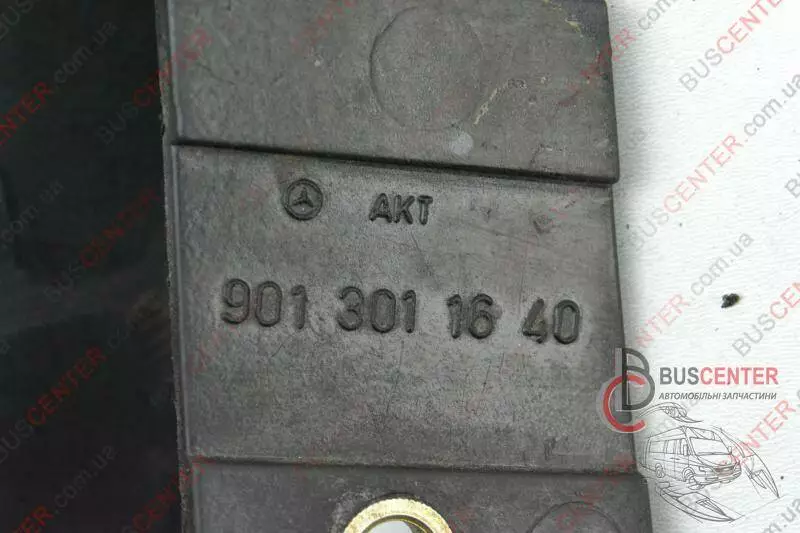 AKT
901 301 16 40
BUSCENTER
АВТОМОБІЛЬНІ ЗАПЧАСТИНИ
BUSCENTER.com.ua